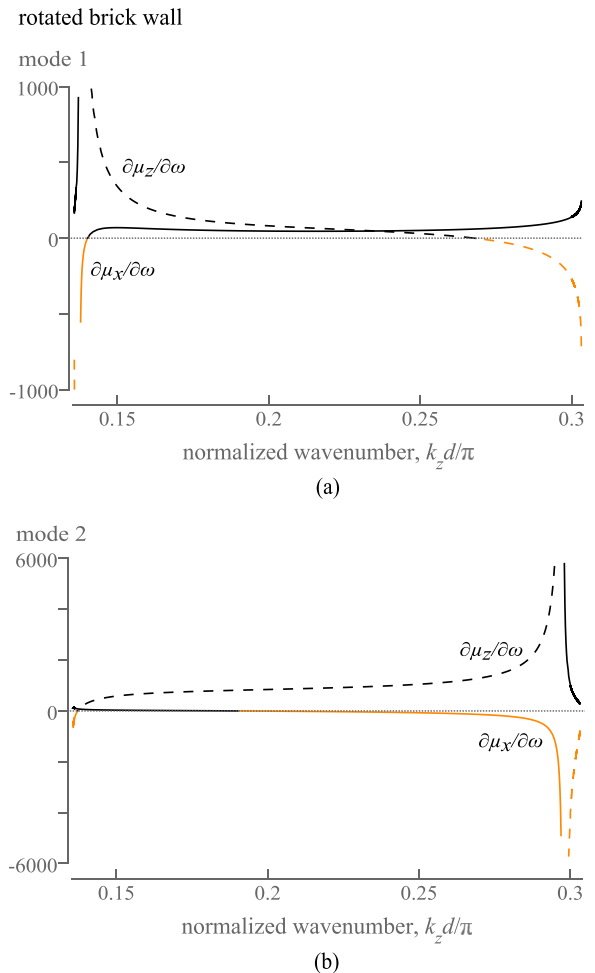 rotated brick wall
mode 1
1000
∂μz/∂ω
0
∂μx/∂ω
-1000
0.15 0.2 0.25 0.3
normalized wavenumber, kzd/π
(a)
mode 2
6000
∂μz/∂ω
0
∂μx/∂ω
-6000
0.15 0.2 0.25 0.3
normalized wavenumber, kzd/π
(b)